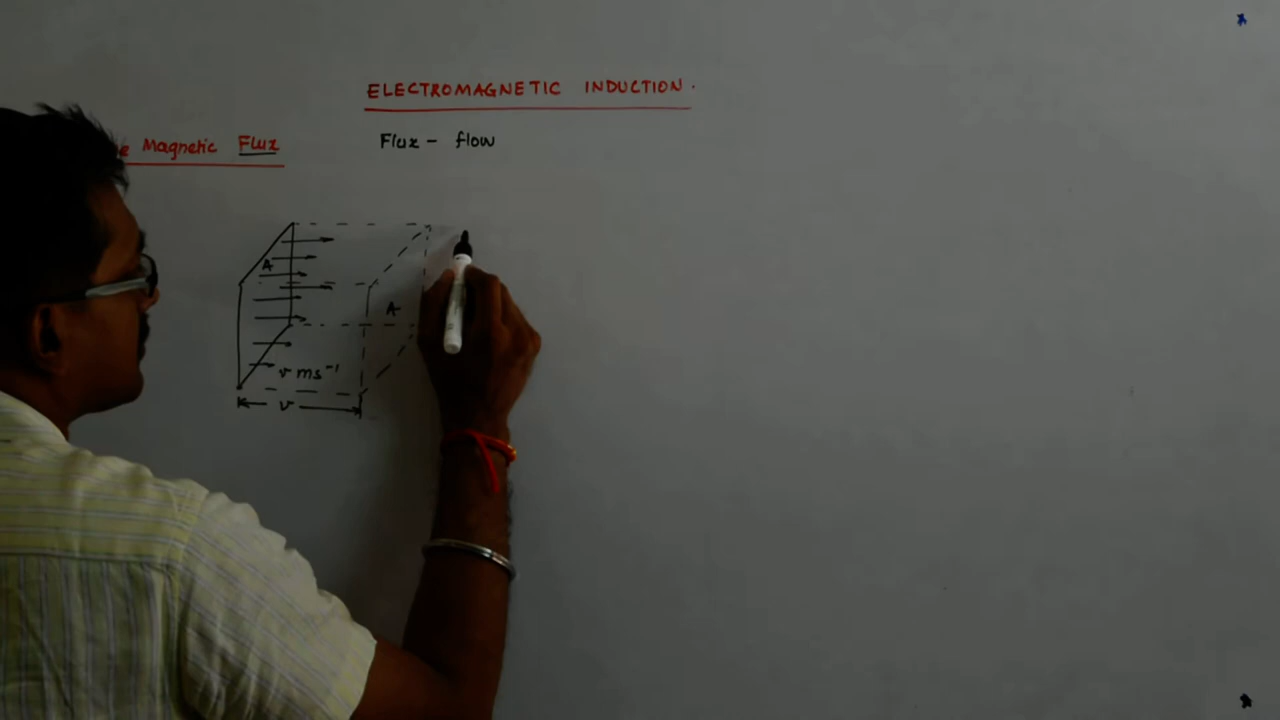 ELECTROMAGNETIC INDUCTION.
Magnetic Flux
Flux - flow
A
A
v ms⁻¹
v